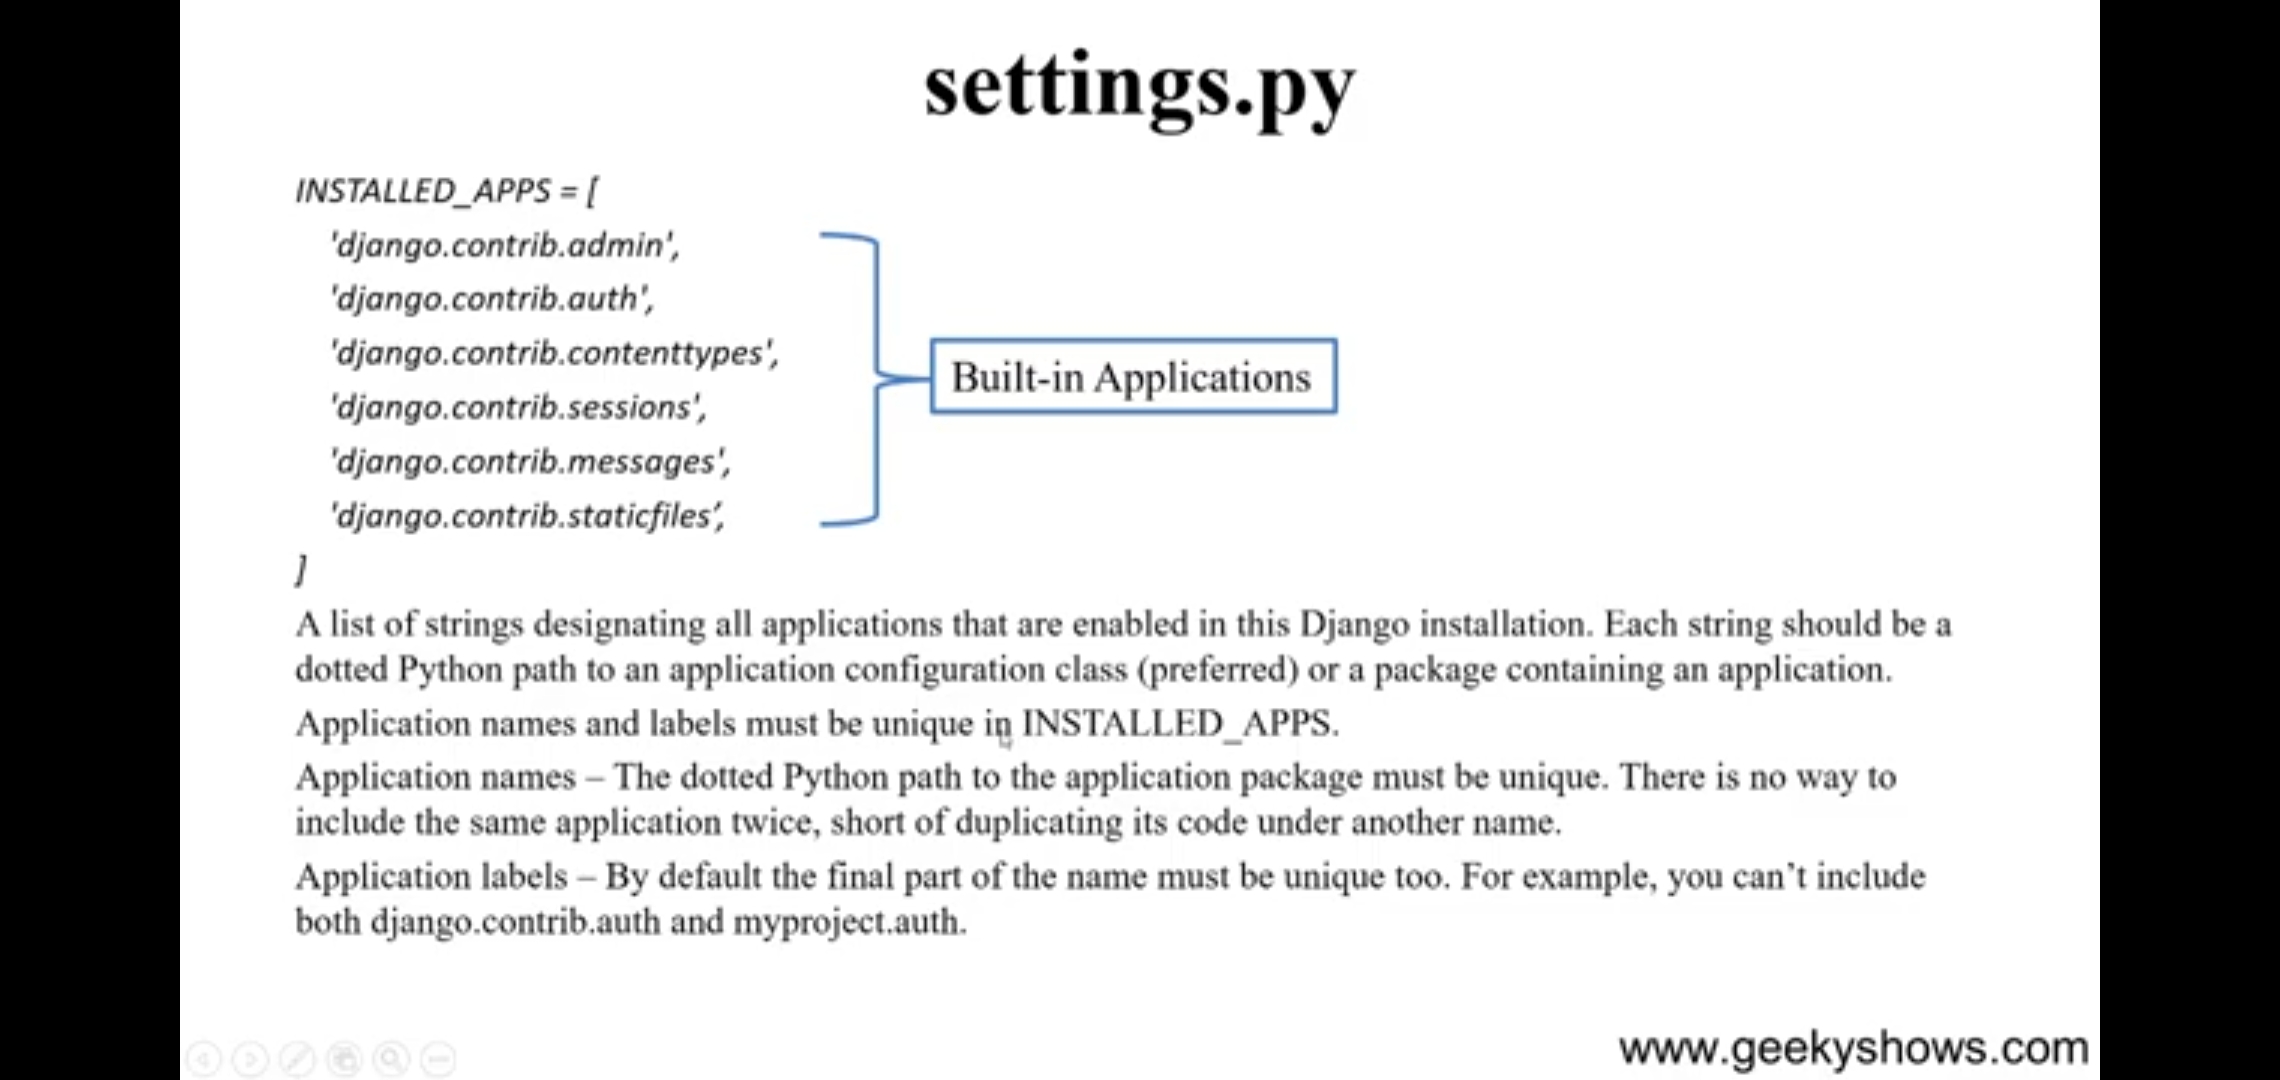 settings.py
INSTALLED_APPS = [
'django.contrib.admin',
'django.contrib.auth',
'django.contrib.contenttypes',
'django.contrib.sessions',
'django.contrib.messages',
'django.contrib.staticfiles’,
]
Built-in Applications
A list of strings designating all applications that are enabled in this Django installation. Each string should be a
dotted Python path to an application configuration class (preferred) or a package containing an application.
Application names and labels must be unique in INSTALLED_APPS.
Application names – The dotted Python path to the application package must be unique. There is no way to
include the same application twice, short of duplicating its code under another name.
Application labels – By default the final part of the name must be unique too. For example, you can’t include
both django.contrib.auth and myproject.auth.
www.geekyshows.com